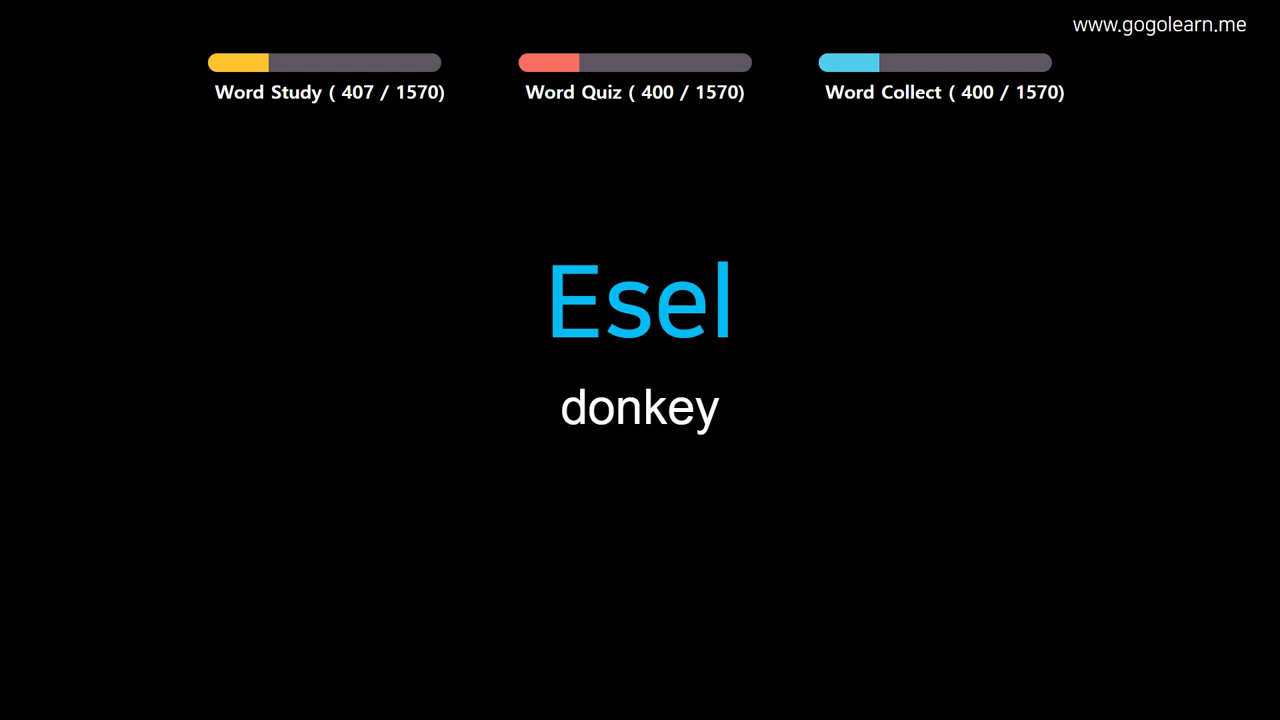 www.gogolearn.me
Word Study ( 407 / 1570)
Word Quiz ( 400 / 1570)
Word Collect ( 400 / 1570)
Esel
donkey